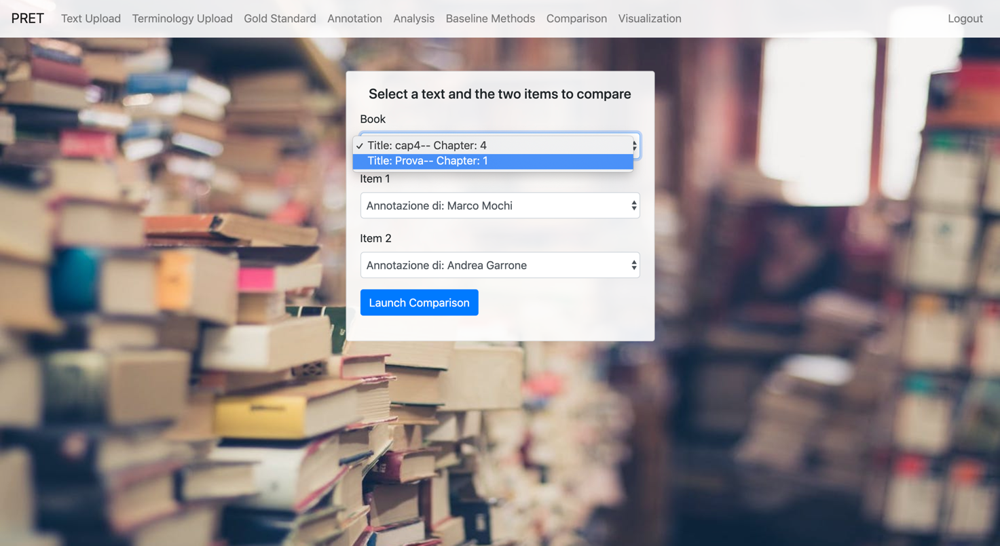 PRET Text Upload Terminology Upload Gold Standard Annotation Analysis Baseline Methods Comparison Visualization Logout
Select a text and the two items to compare
Book
✓ Title: cap4-- Chapter: 4
Title: Prova-- Chapter: 1
Item 1
Annotazione di: Marco Mochi
Item 2
Annotazione di: Andrea Garrone
Launch Comparison